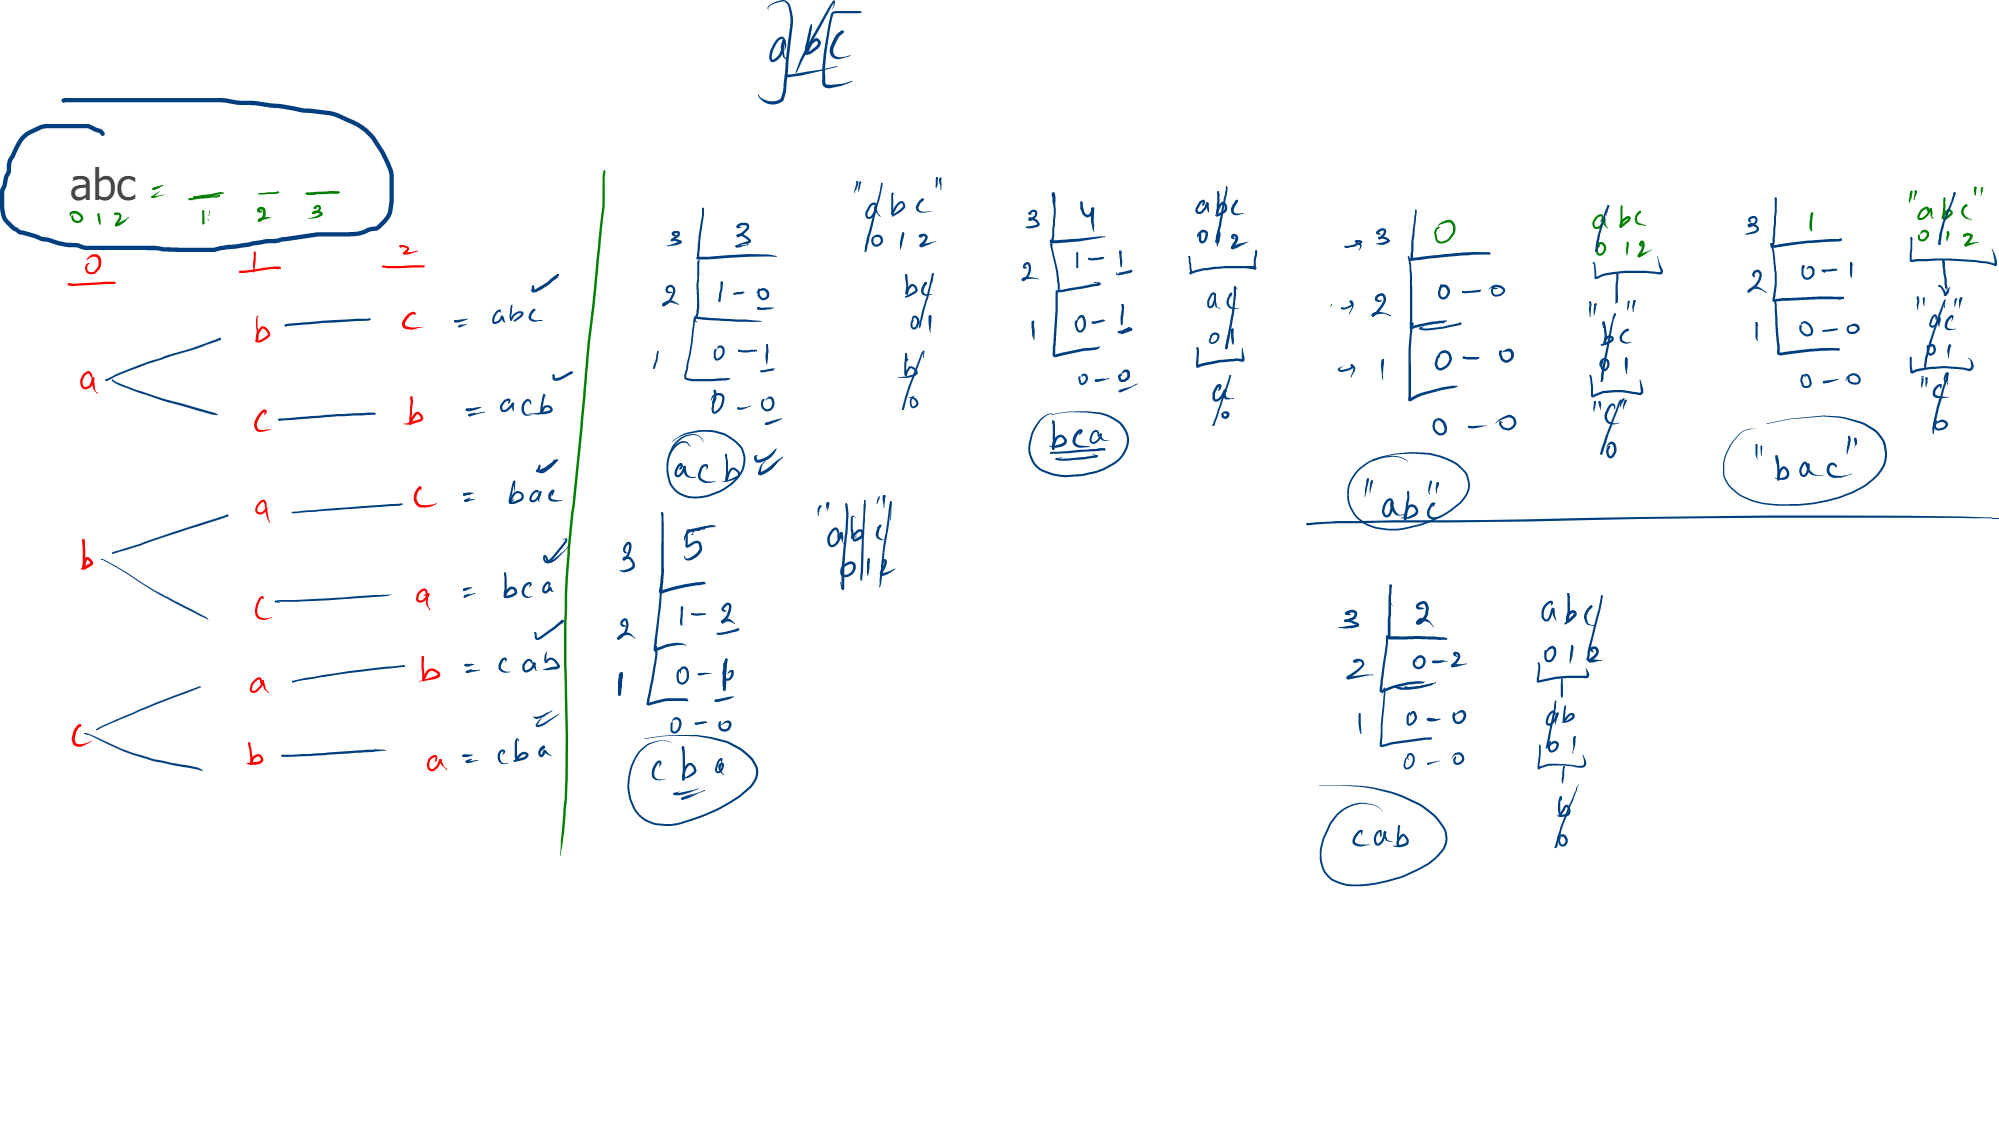 abc
abc = _ _ _
0 1 2 1 2 3
0 1 2
a
b c = abc ✓
c b = acb ✓
b
a c = bac ✓
c a = bca ✓
c
a b = cab ✓
b a = cba ✓
3 3 "abc"
0 1 2
2 1-0 bc
0 1
1 0-1 b
0
0-0
acb ✓
3 4 abc
0 1 2
2 1-1 ac
0 1
1 0-1 a
0
0-0
bca
→ 3 0 abc
0 1 2
→ 2 0-0 "bc"
0 1
→ 1 0-0 "c"
0
0-0
"abc"
3 1 "abc"
0 1 2
2 0-1 "ac"
0 1
1 0-0 "c
0
0-0
"bac"
3 5 "abc"
0 1 2
2 1-2
1 0-1
0-0
cba
3 2 abc
0 1 2
2 0-2 ab
0 1
1 0-0 b
0
0-0
cab